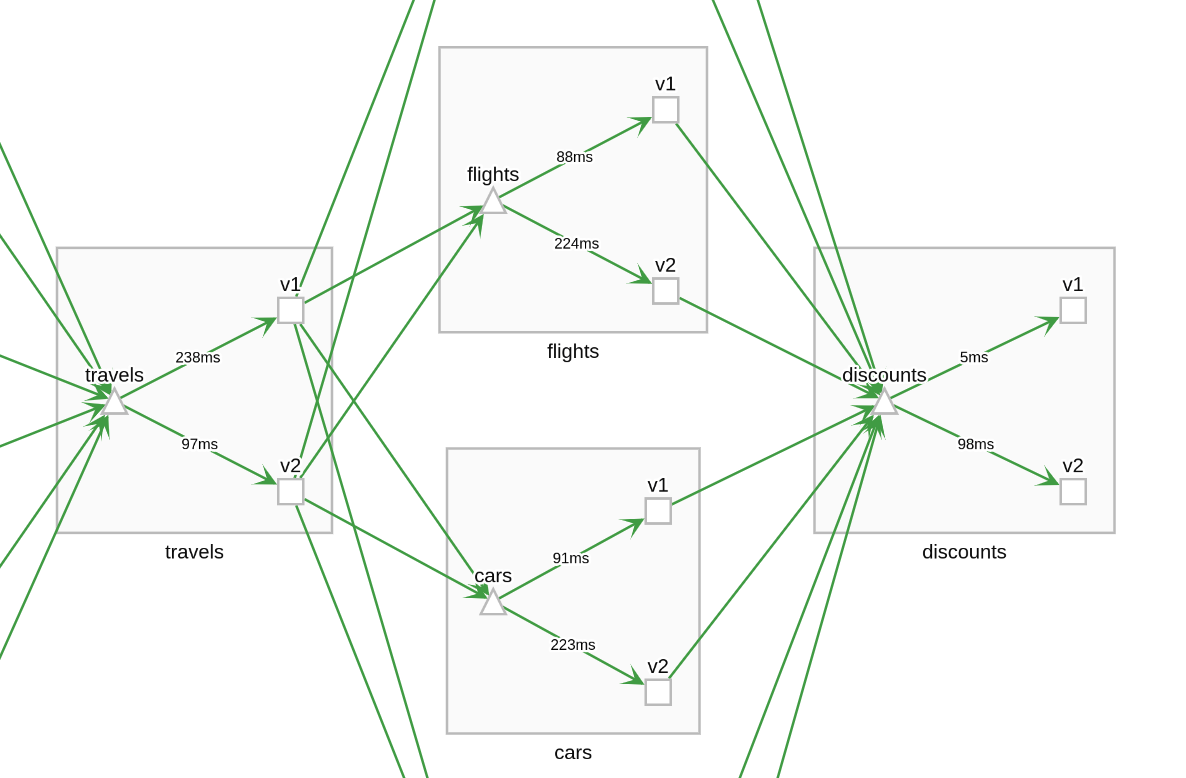 v1
88ms
flights
224ms
v2
flights
v1
238ms
travels
97ms
v2
travels
v1
5ms
discounts
98ms
v2
discounts
v1
91ms
cars
223ms
v2
cars